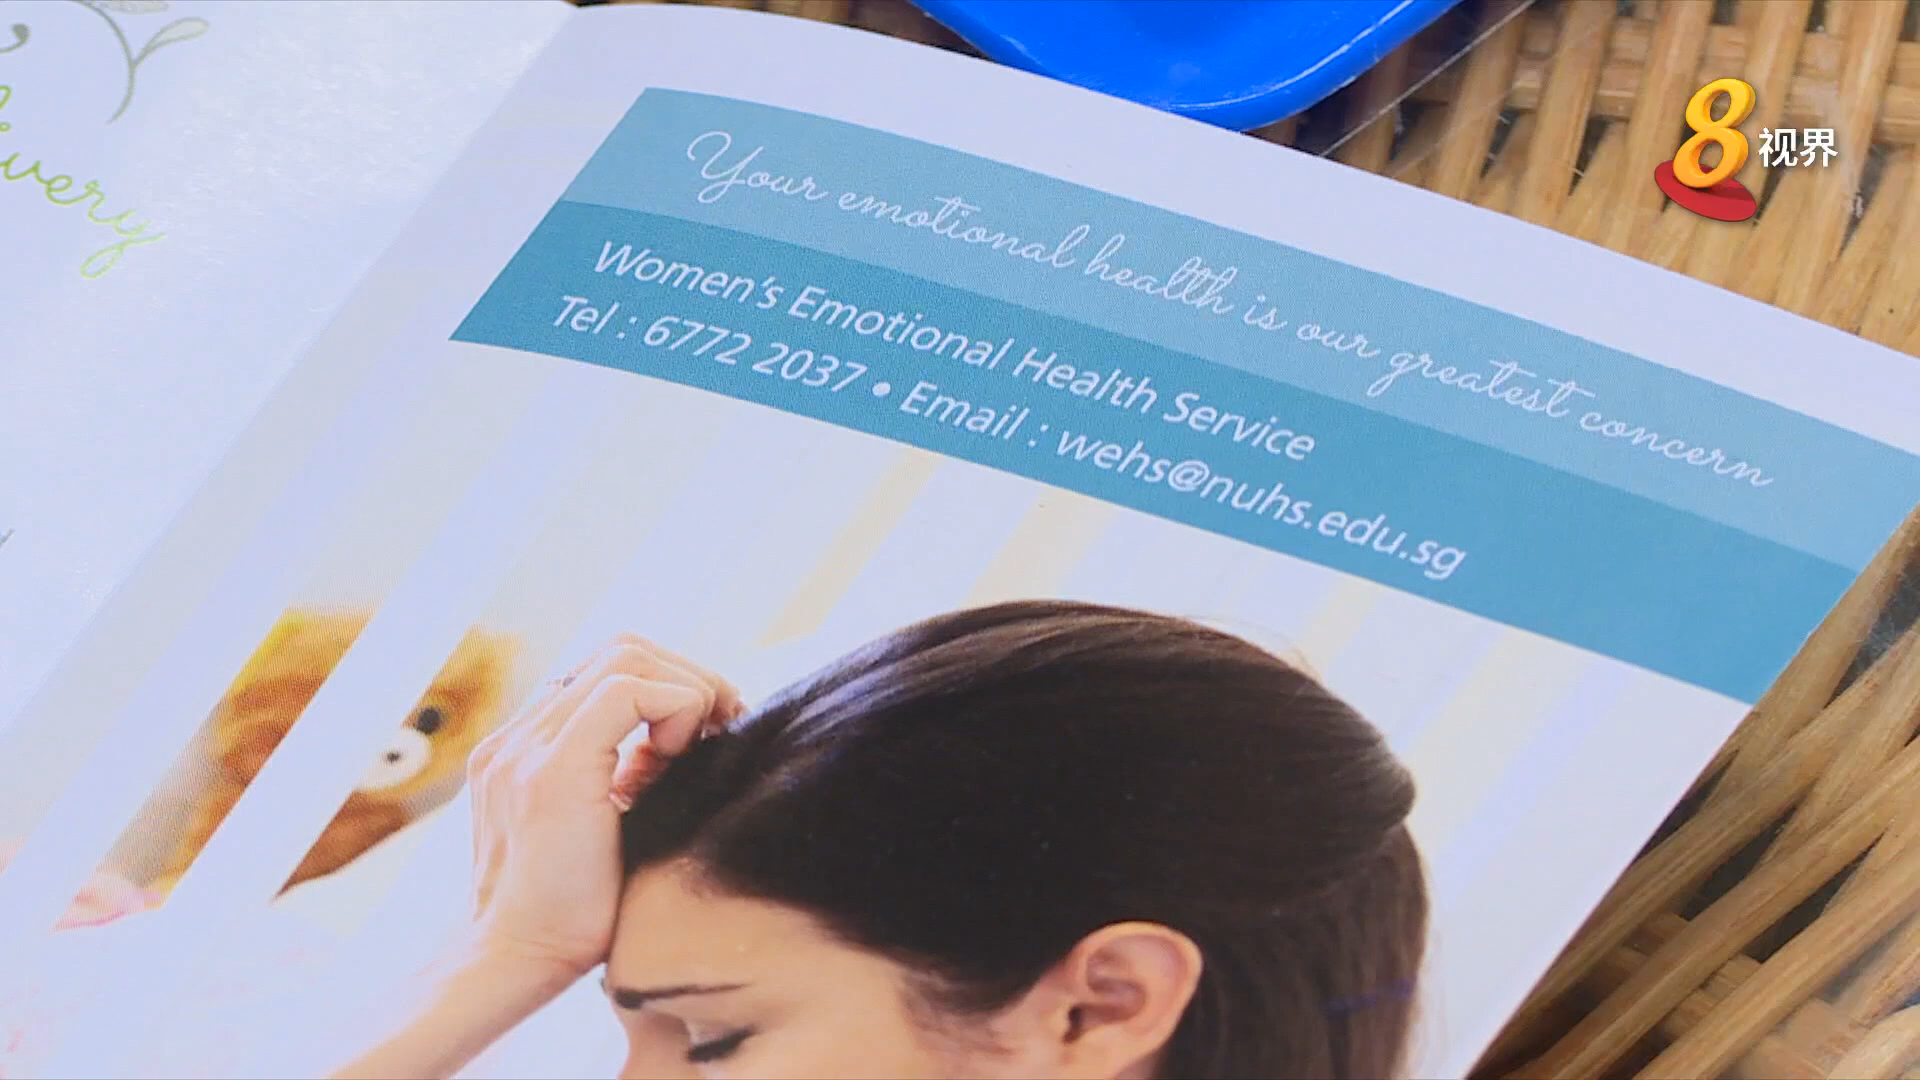 Your emotional health is our greatest concern
Women's Emotional Health Service
Tel : 6772 2037 • Email : wehs@nuhs.edu.sg
8视界